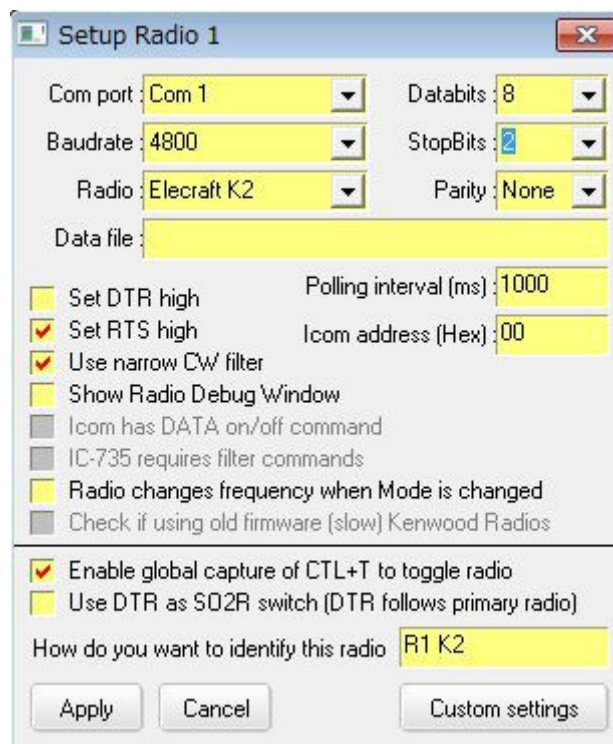 Setup Radio 1
Com port : Com 1
Databits : 8
Baudrate : 4800
StopBits : 2
Radio : Elecraft K2
Parity : None
Data file :
Polling interval (ms) : 1000
Set DTR high
Set RTS high
Icom address (Hex) : 00
Use narrow CW filter
Show Radio Debug Window
Icom has DATA on/off command
IC-735 requires filter commands
Radio changes frequency when Mode is changed
Check if using old firmware (slow) Kenwood Radios
Enable global capture of CTL+T to toggle radio
Use DTR as SO2R switch (DTR follows primary radio)
How do you want to identify this radio R1 K2
Apply
Cancel
Custom settings